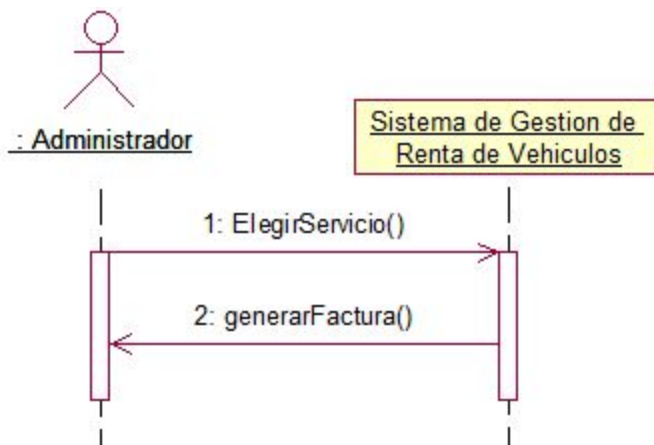 : Administrador
Sistema de Gestion de
Renta de Vehiculos
1: ElegirServicio()
2: generarFactura()